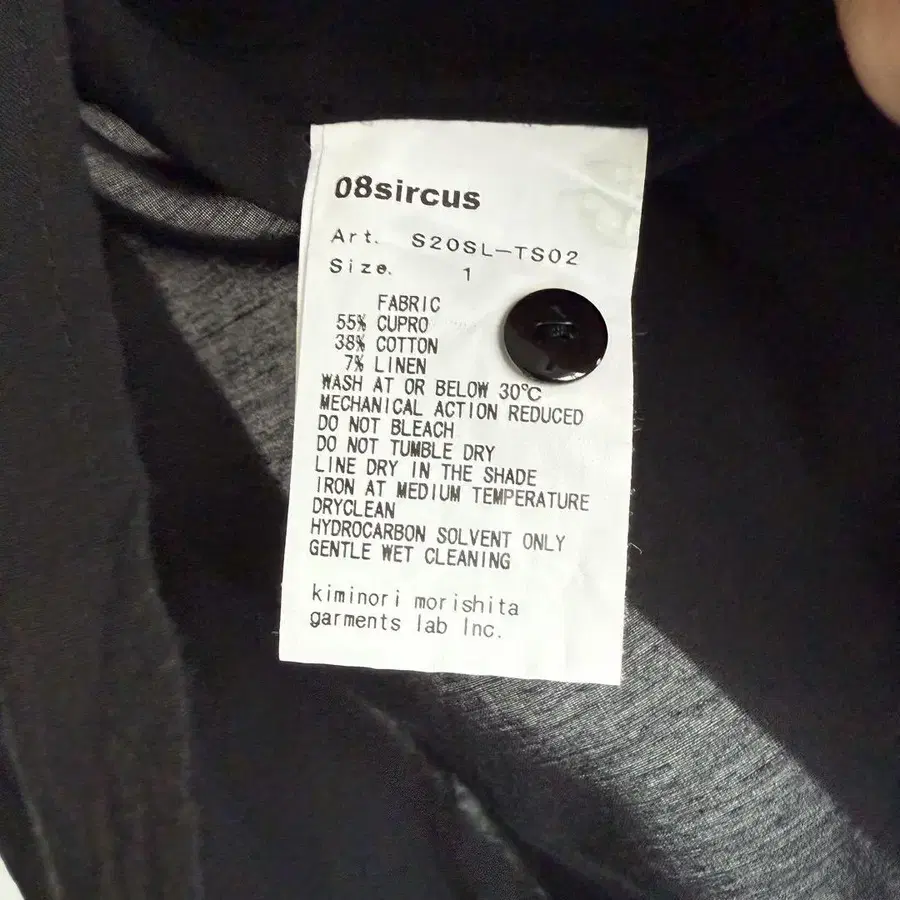 08sircus
Art. S20SL-TS02
Size. 1
FABRIC
55% CUPRO
38% COTTON
7% LINEN
WASH AT OR BELOW 30℃
MECHANICAL ACTION REDUCED
DO NOT BLEACH
DO NOT TUMBLE DRY
LINE DRY IN THE SHADE
IRON AT MEDIUM TEMPERATURE
DRYCLEAN
HYDROCARBON SOLVENT ONLY
GENTLE WET CLEANING
kiminori morishita
garments lab Inc.